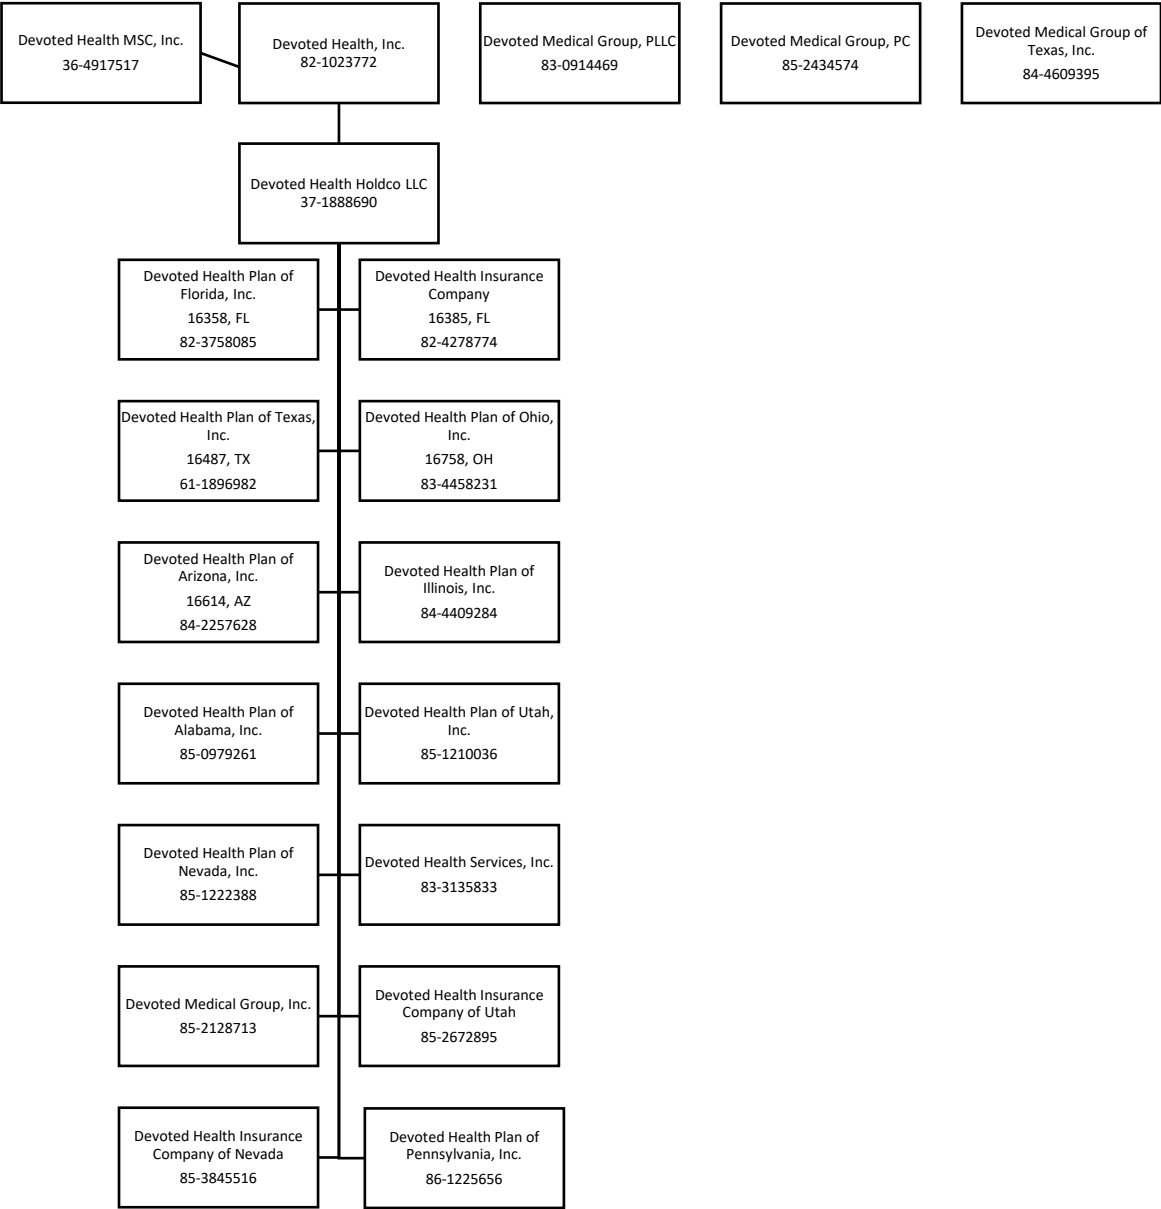 Devoted Health MSC, Inc.
36-4917517
Devoted Health, Inc.
82-1023772
Devoted Medical Group, PLLC
83-0914469
Devoted Medical Group, PC
85-2434574
Devoted Medical Group of
Texas, Inc.
84-4609395
Devoted Health Holdco LLC
37-1888690
Devoted Health Plan of
Florida, Inc.
16358, FL
82-3758085
Devoted Health Insurance
Company
16385, FL
82-4278774
Devoted Health Plan of Texas,
Inc.
16487, TX
61-1896982
Devoted Health Plan of Ohio,
Inc.
16758, OH
83-4458231
Devoted Health Plan of
Arizona, Inc.
16614, AZ
84-2257628
Devoted Health Plan of
Illinois, Inc.
84-4409284
Devoted Health Plan of
Alabama, Inc.
85-0979261
Devoted Health Plan of Utah,
Inc.
85-1210036
Devoted Health Plan of
Nevada, Inc.
85-1222388
Devoted Health Services, Inc.
83-3135833
Devoted Medical Group, Inc.
85-2128713
Devoted Health Insurance
Company of Utah
85-2672895
Devoted Health Insurance
Company of Nevada
85-3845516
Devoted Health Plan of
Pennsylvania, Inc.
86-1225656